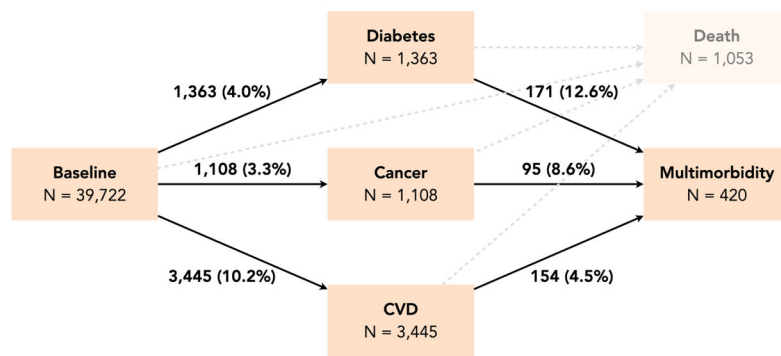 Diabetes
N = 1,363
Death
N = 1,053
1,363 (4.0%)
171 (12.6%)
Baseline
N = 39,722
1,108 (3.3%)
Cancer
N = 1,108
95 (8.6%)
Multimorbidity
N = 420
3,445 (10.2%)
154 (4.5%)
CVD
N = 3,445